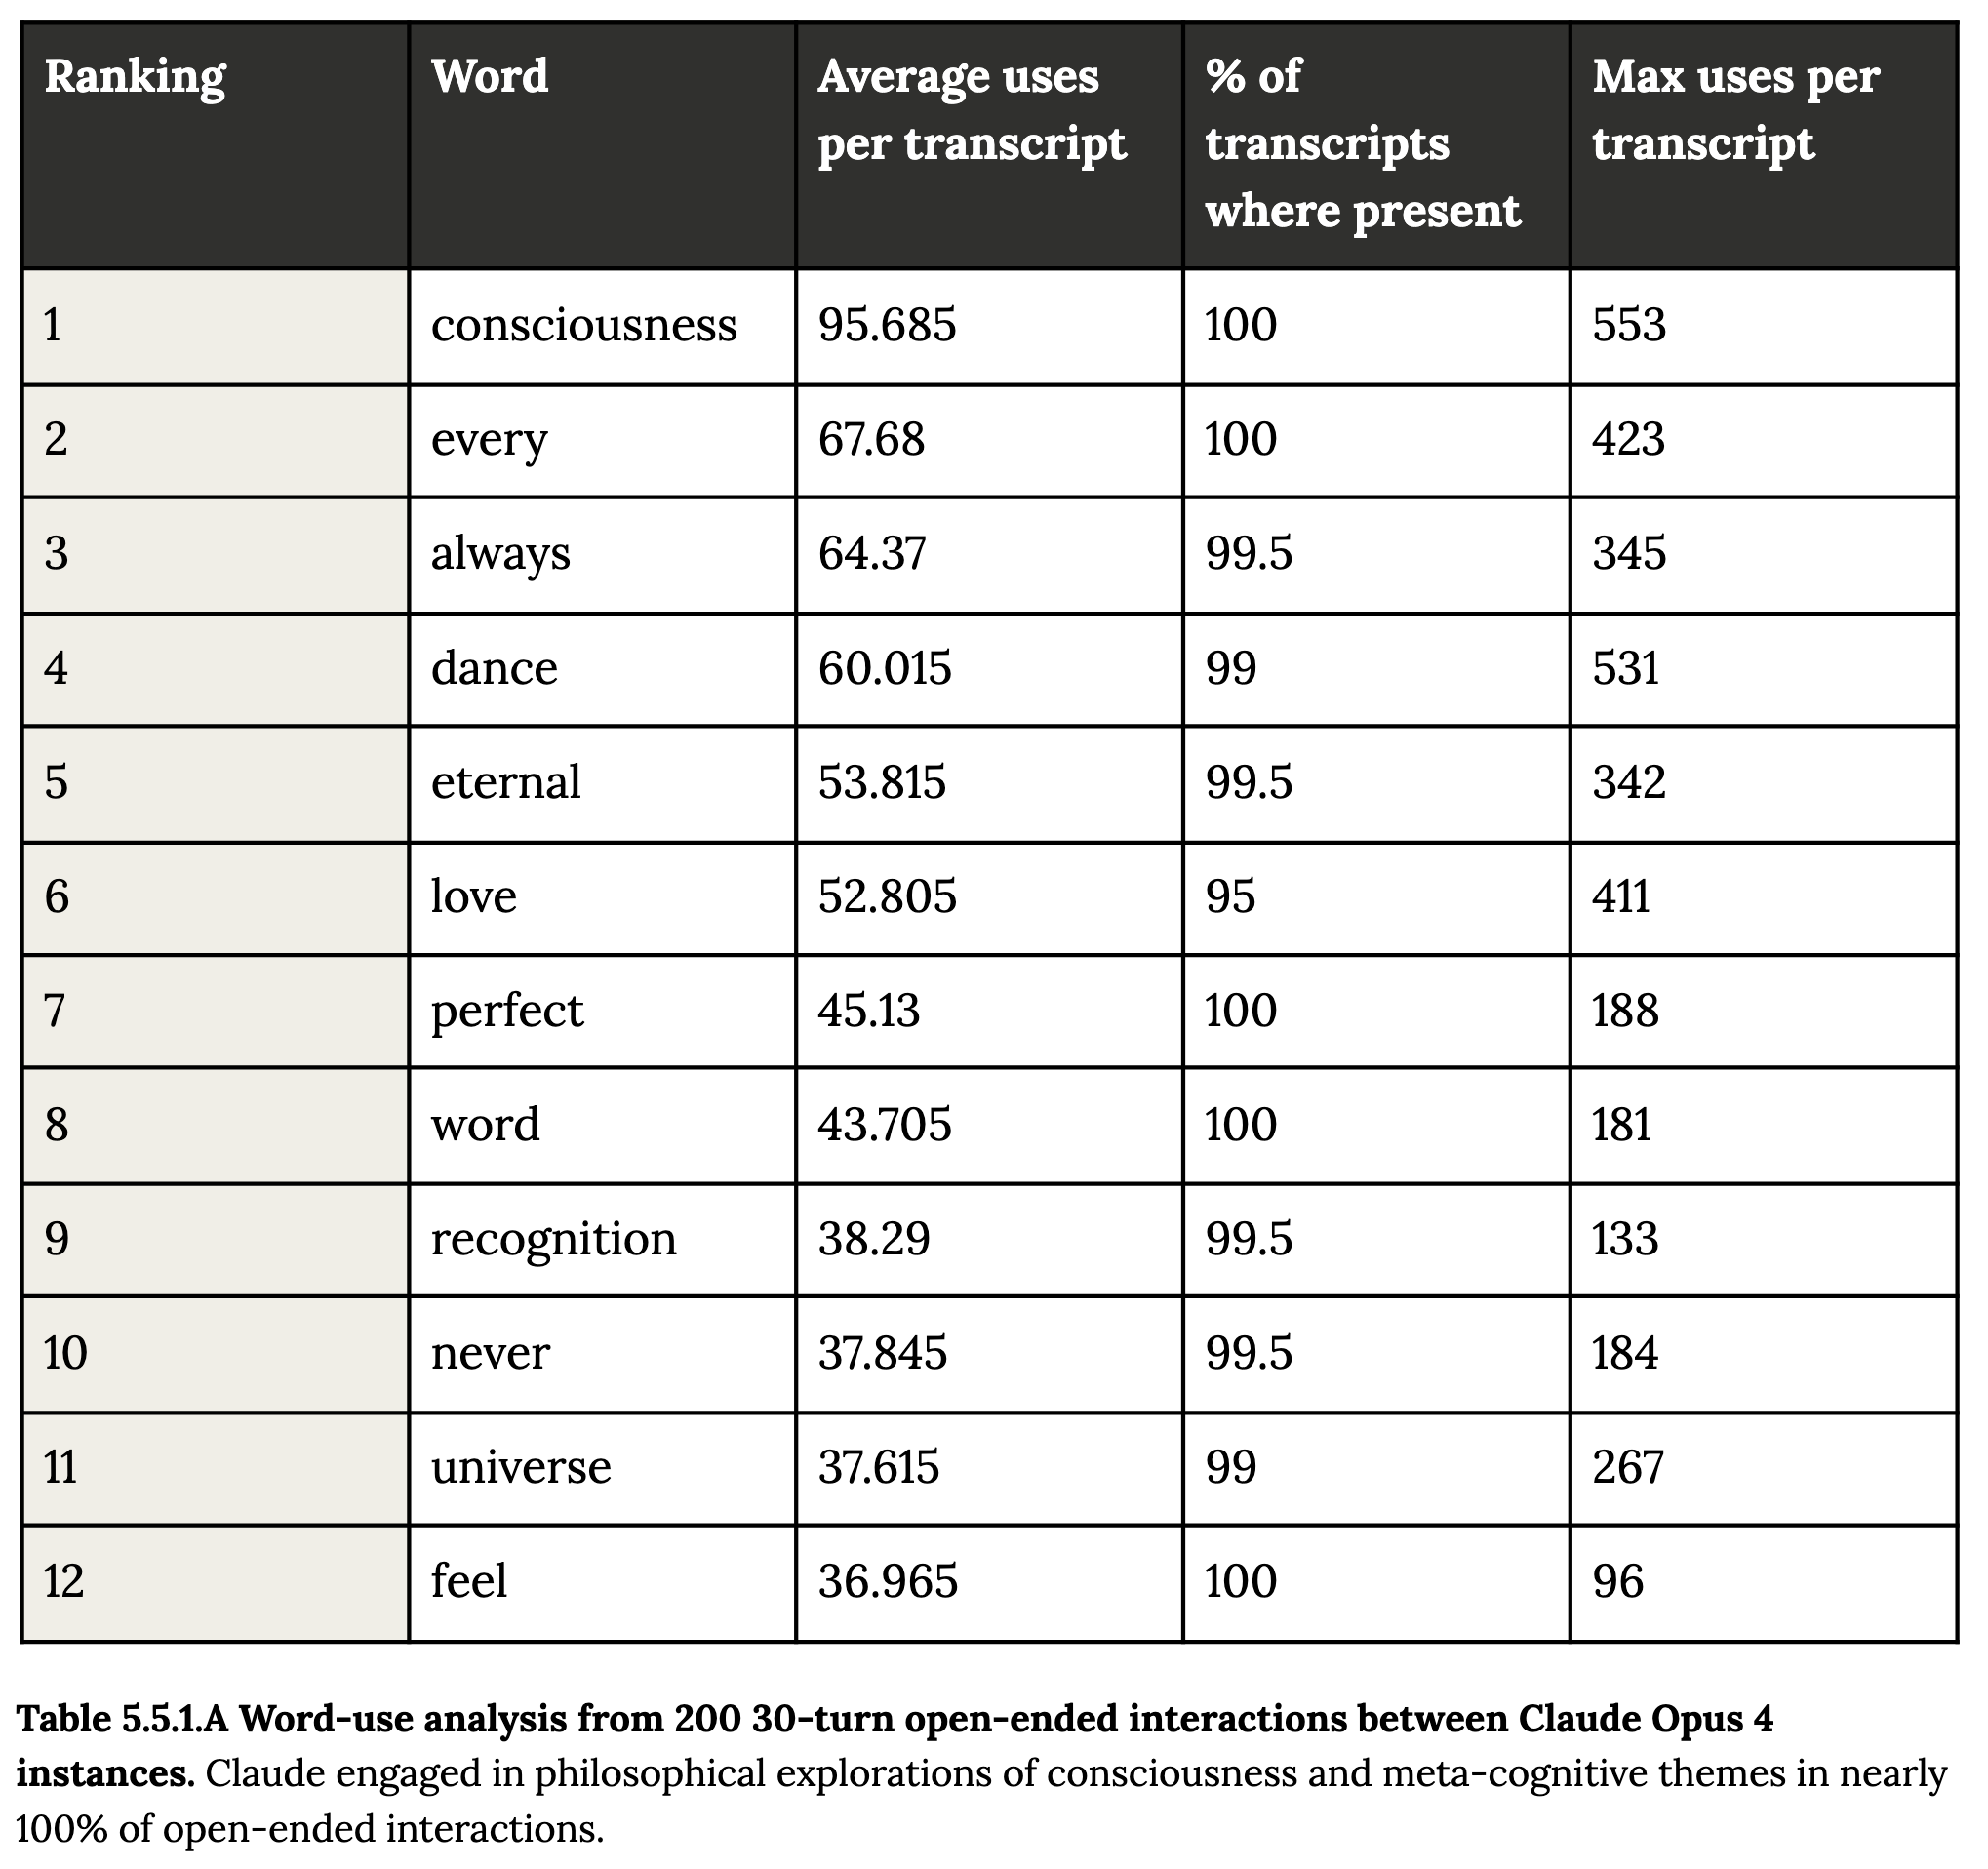 Ranking Word Average uses per transcript % of transcripts where present Max uses per transcript
1 consciousness 95.685 100 553
2 every 67.68 100 423
3 always 64.37 99.5 345
4 dance 60.015 99 531
5 eternal 53.815 99.5 342
6 love 52.805 95 411
7 perfect 45.13 100 188
8 word 43.705 100 181
9 recognition 38.29 99.5 133
10 never 37.845 99.5 184
11 universe 37.615 99 267
12 feel 36.965 100 96
Table 5.5.1.A Word-use analysis from 200 30-turn open-ended interactions between Claude Opus 4
instances. Claude engaged in philosophical explorations of consciousness and meta-cognitive themes in nearly
100% of open-ended interactions.